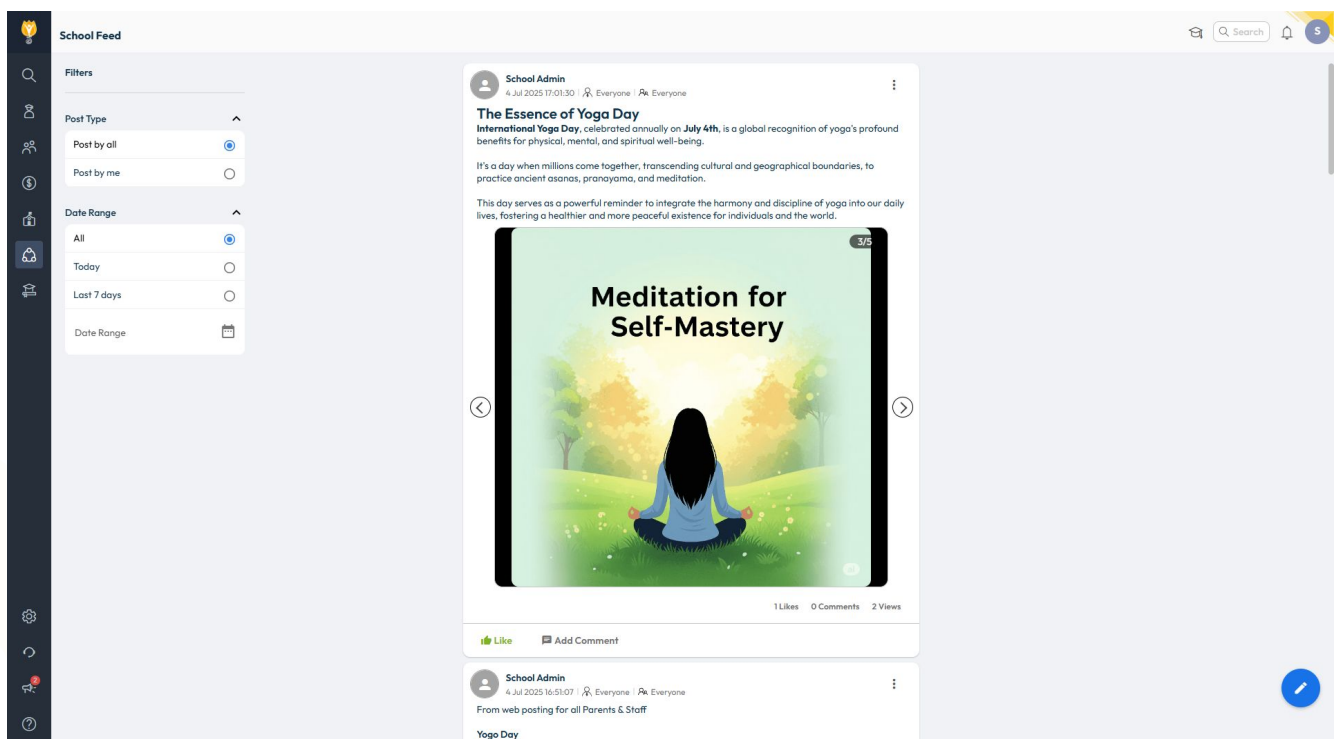 School Feed
Search
S
Filters
Post Type
Post by all
Post by me
Date Range
All
Today
Last 7 days
Date Range
2
School Admin
4 Jul 2025 17:01:30 | Everyone | Everyone
The Essence of Yoga Day
International Yoga Day, celebrated annually on July 4th, is a global recognition of yoga's profound
benefits for physical, mental, and spiritual well-being.
It's a day when millions come together, transcending cultural and geographical boundaries, to
practice ancient asanas, pranayama, and meditation.
This day serves as a powerful reminder to integrate the harmony and discipline of yoga into our daily
lives, fostering a healthier and more peaceful existence for individuals and the world.
3/5
Meditation for
Self-Mastery
1 Likes 0 Comments 2 Views
Like Add Comment
School Admin
4 Jul 2025 16:51:07 | Everyone | Everyone
From web posting for all Parents & Staff
Yogo Day